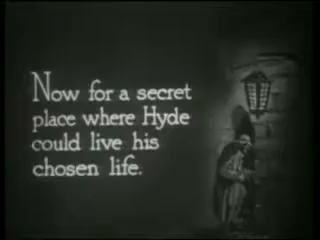 Now for a secret
place where Hyde
could live his
chosen life.